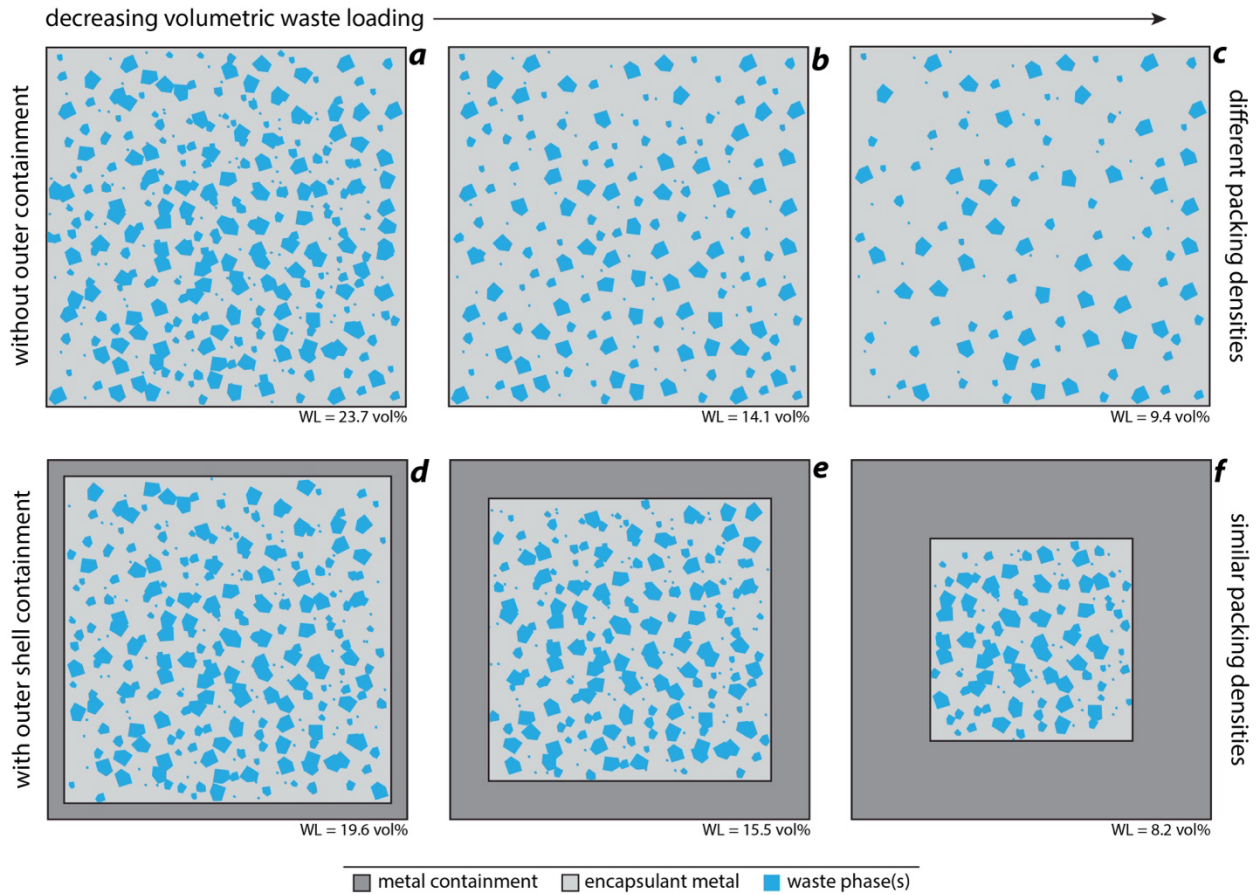 decreasing volumetric waste loading
without outer containment
a
b
c
different packing densities
WL = 23.7 vol%
WL = 14.1 vol%
WL = 9.4 vol%
with outer shell containment
d
e
f
similar packing densities
WL = 19.6 vol%
WL = 15.5 vol%
WL = 8.2 vol%
metal containment
encapsulant metal
waste phase(s)